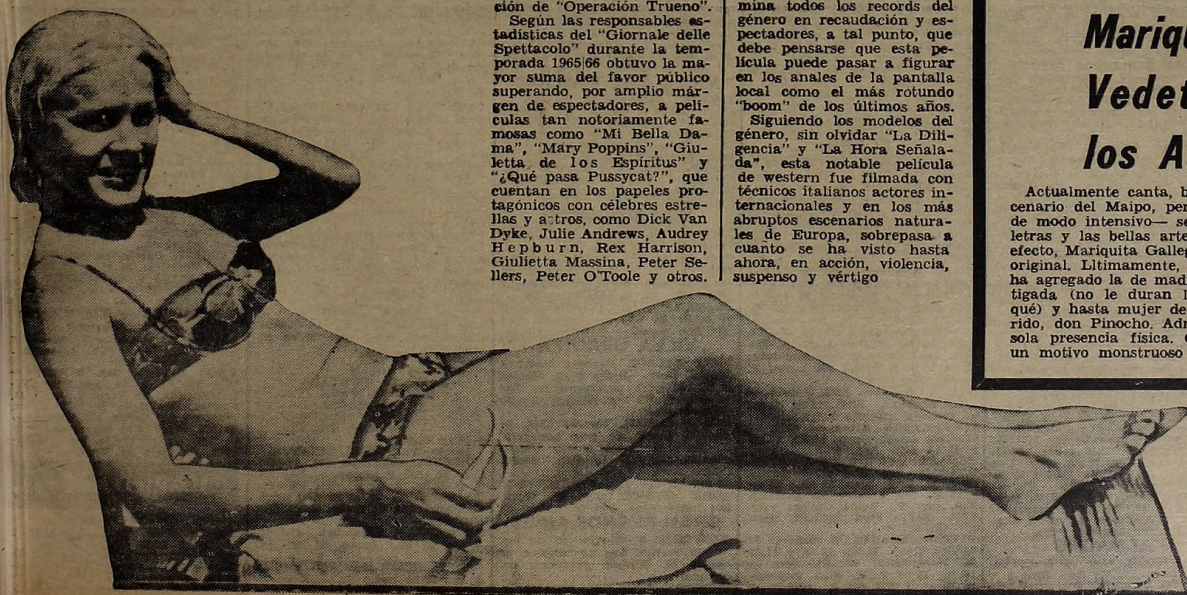 ción de "Operación Trueno".
Según las responsables es-
tadísticas del "Giornale delle
Spettacolo" durante la tem-
porada 1965|66 obtuvo la ma-
yor suma del favor público
superando, por amplio már-
gen de espectadores, a pelí-
culas tan notoriamente fa-
mosas como "Mi Bella Da-
ma", "Mary Poppins", "Giu-
letta de los Espíritus" y
"¿Qué pasa Pussycat?", que
cuentan en los papeles pro-
tagónicos con célebres estre-
llas y astros, como Dick Van
Dyke, Julie Andrews, Audrey
Hepburn, Rex Harrison,
Giulietta Massina, Peter Se-
llers, Peter O'Toole y otros.
mina todos los records del
género en recaudación y es-
pectadores, a tal punto, que
debe pensarse que esta pe-
lícula puede pasar a figurar
en los anales de la pantalla
local como el más rotundo
"boom" de los últimos años.
Siguiendo los modelos del
género, sin olvidar "La Dili-
gencia" y "La Hora Señala-
da", esta notable película
de western fue filmada con
técnicos italianos actores in-
ternacionales y en los más
abruptos escenarios natura-
les de Europa, sobrepasa a
cuanto se ha visto hasta
ahora, en acción, violencia,
suspenso y vértigo
Mariqu
Vedet
los A
Actualmente canta, b
cenario del Maipo, per
de modo intensivo— se
letras y las bellas arte
efecto, Mariquita Galleg
original. Lltimamente,
ha agregado la de mad
tigada (no le duran l
qué) y hasta mujer de
rido, don Pinocho. Adr
sola presencia física. C
un motivo monstruoso